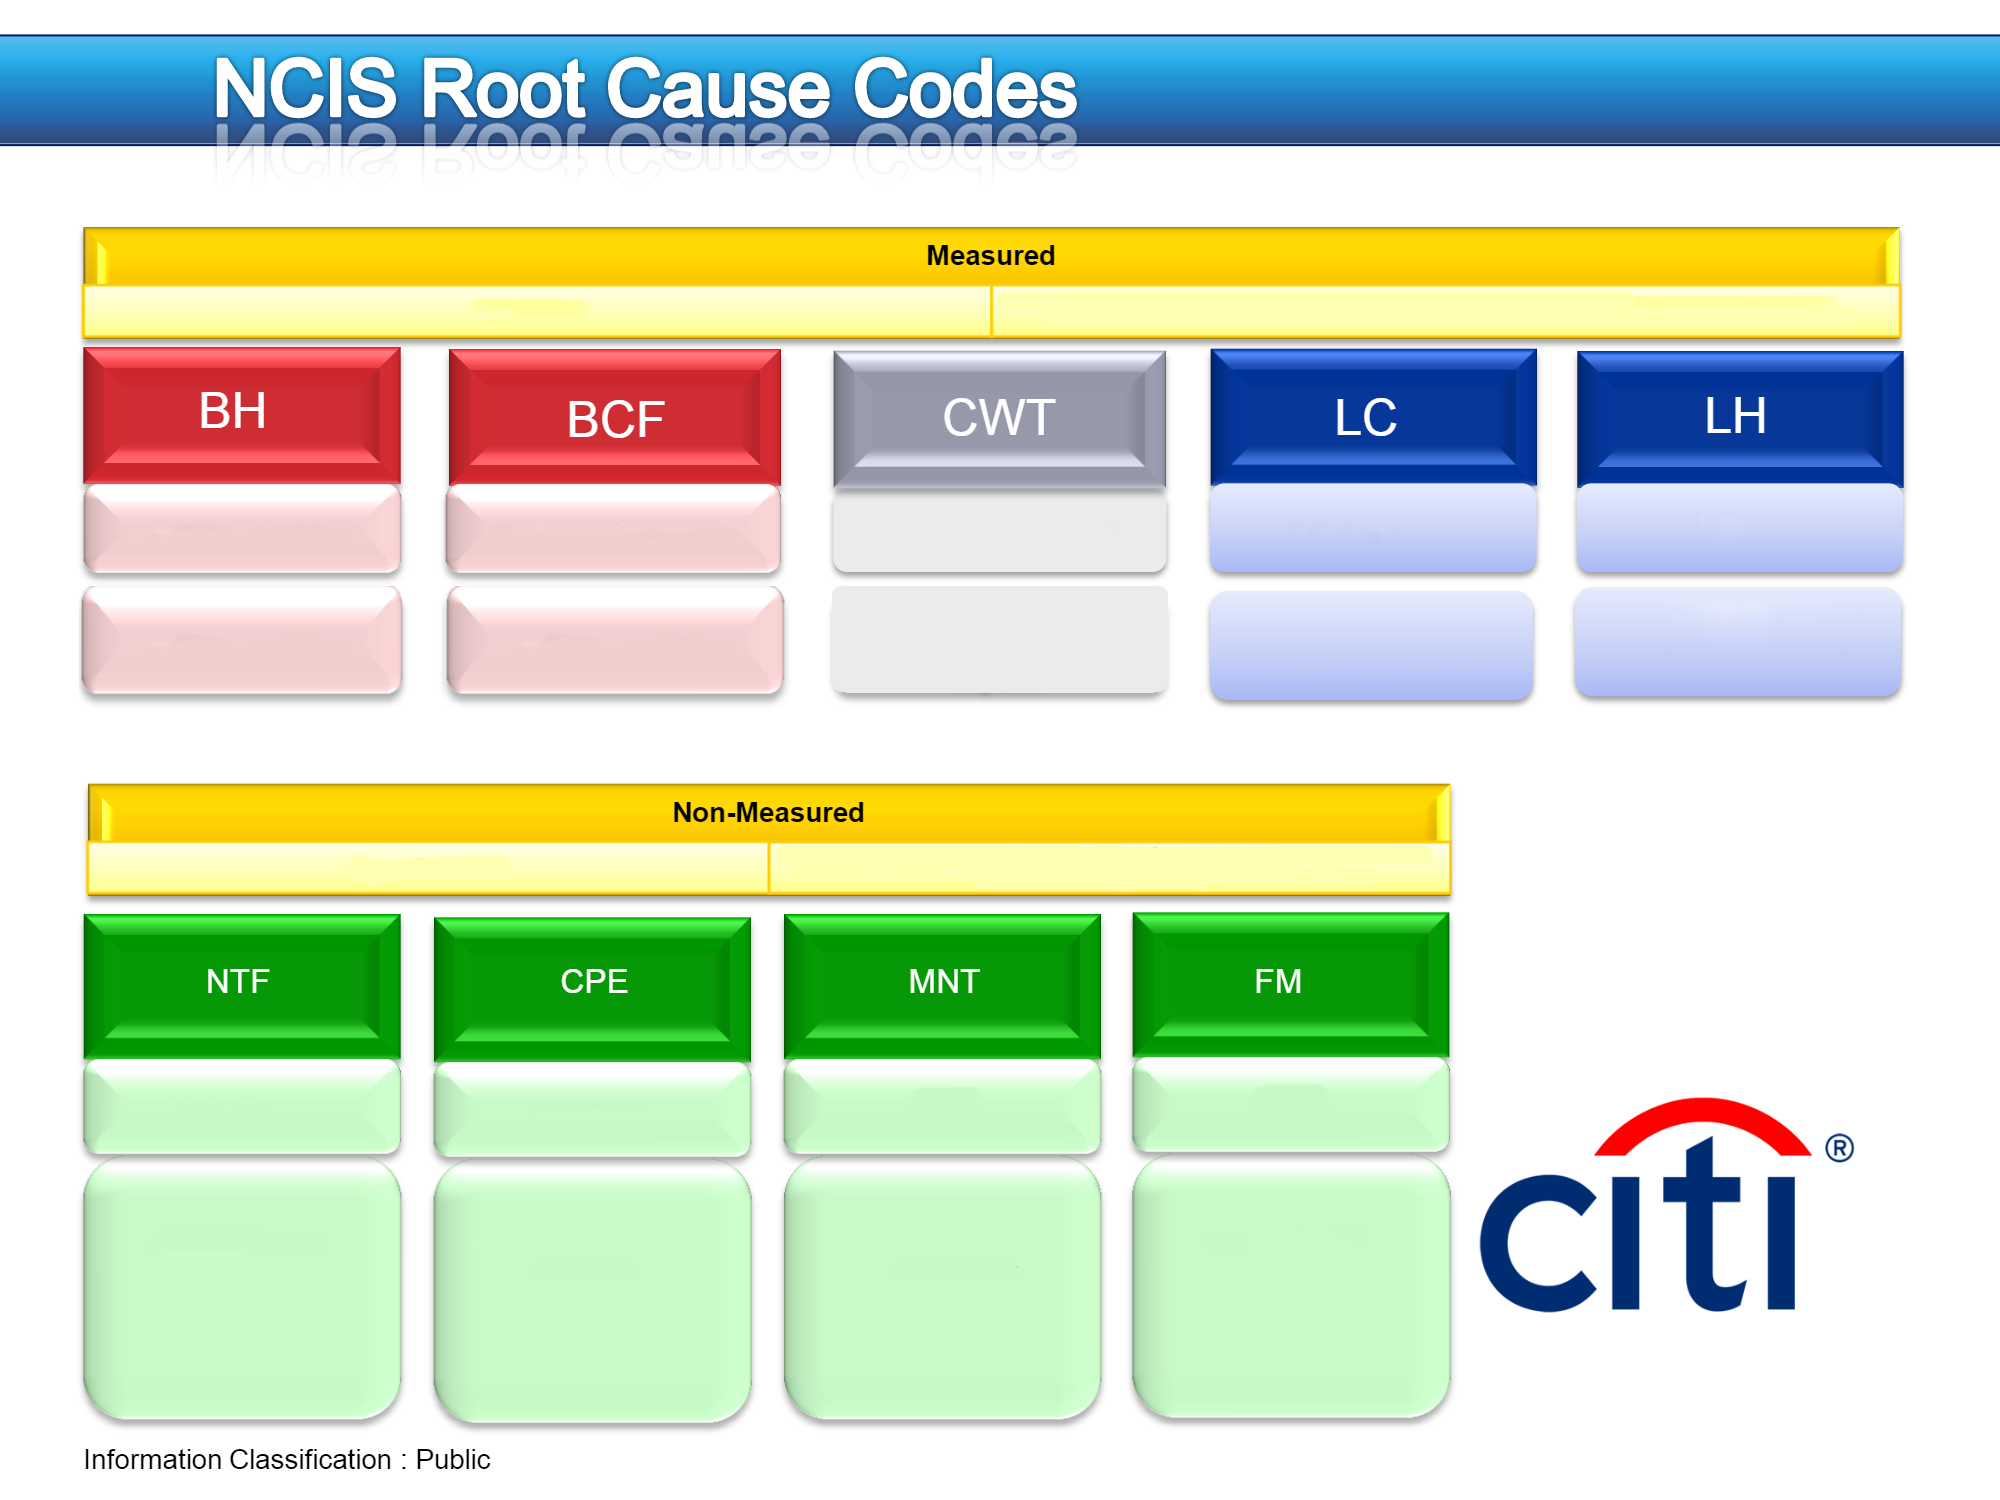 NCIS Root Cause Codes
Measured
BH
BCF
CWT
LC
LH
Non-Measured
NTF
CPE
MNT
FM
citi®
Information Classification : Public